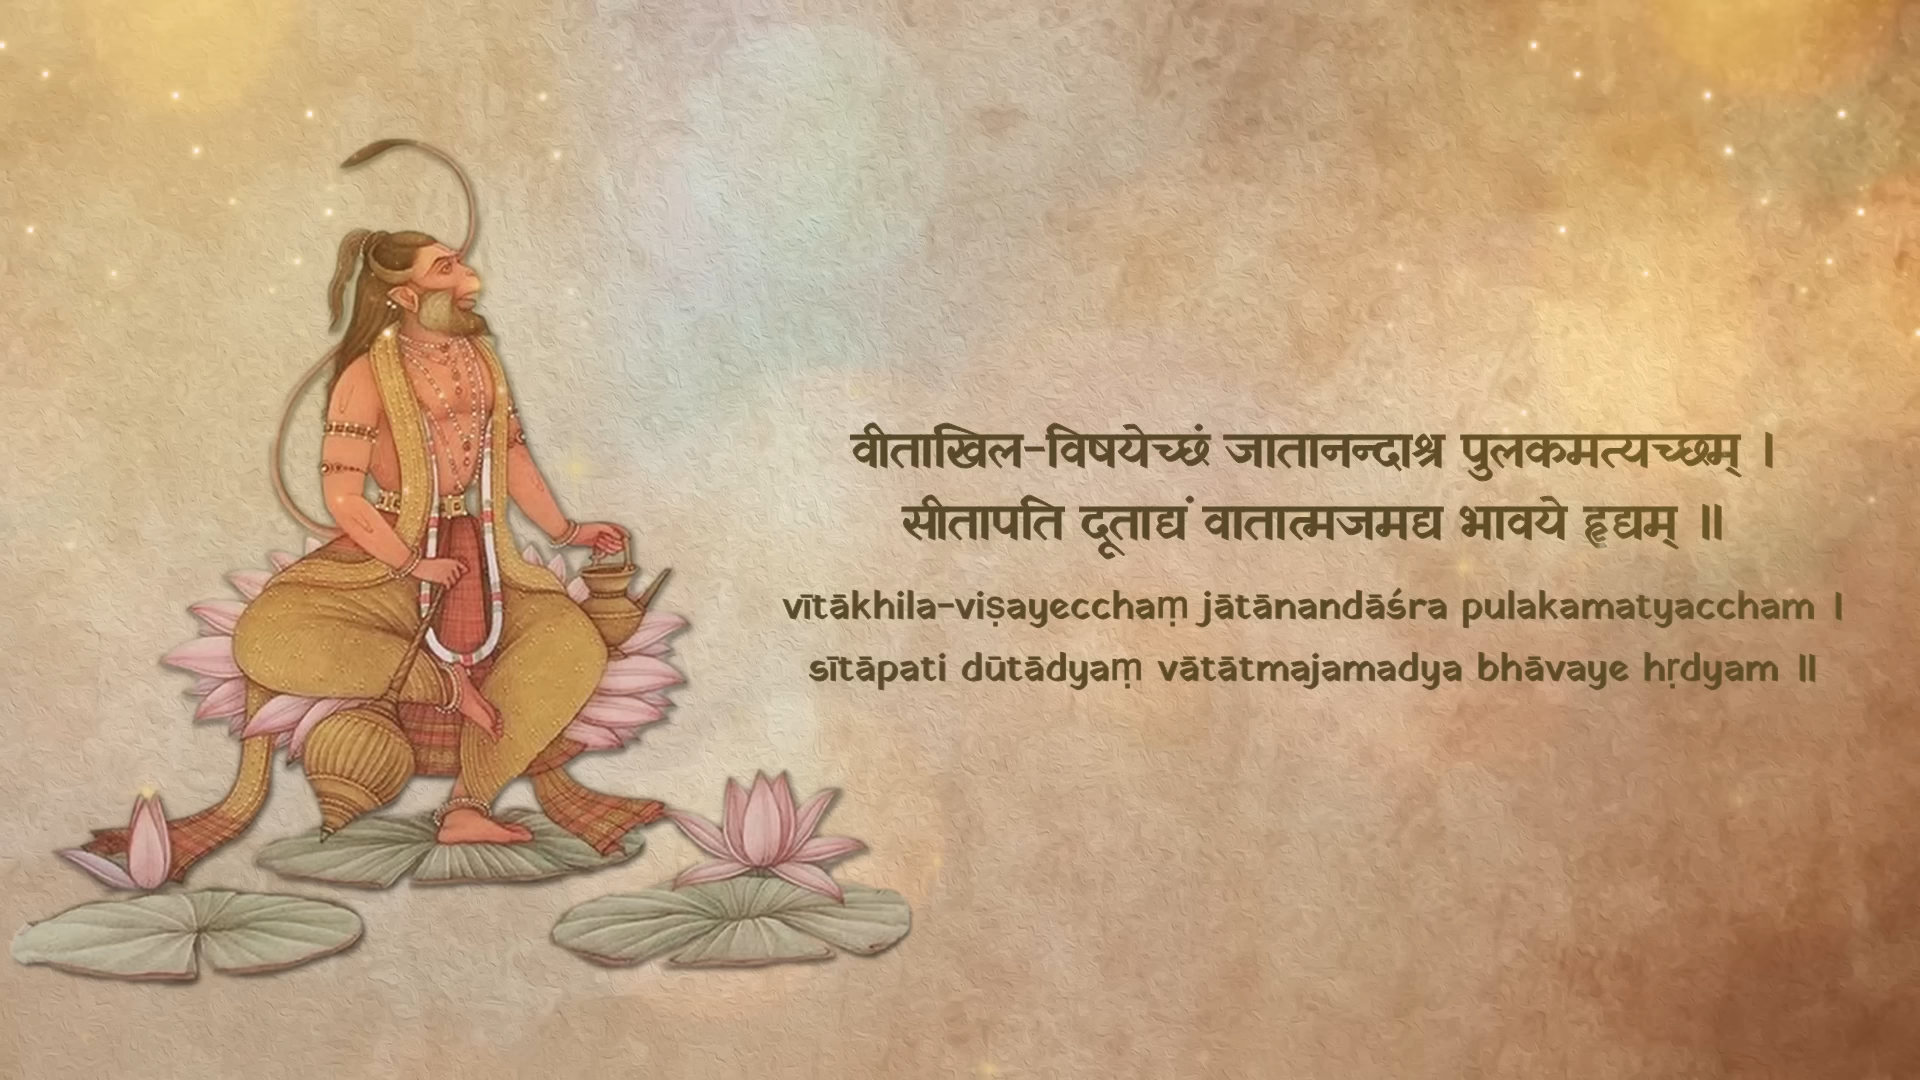 वीताखिल-विषयेच्छं जातानन्दाश्र पुलकमत्यच्छम् ।
सीतापति दूताद्यं वातात्मजमद्य भावये हृद्यम् ॥
vītākhila-viṣayecchaṃ jātānandāśra pulakamatyaccham ।
sītāpati dūtādyaṃ vātātmajamadya bhāvaye hṛdyam ॥